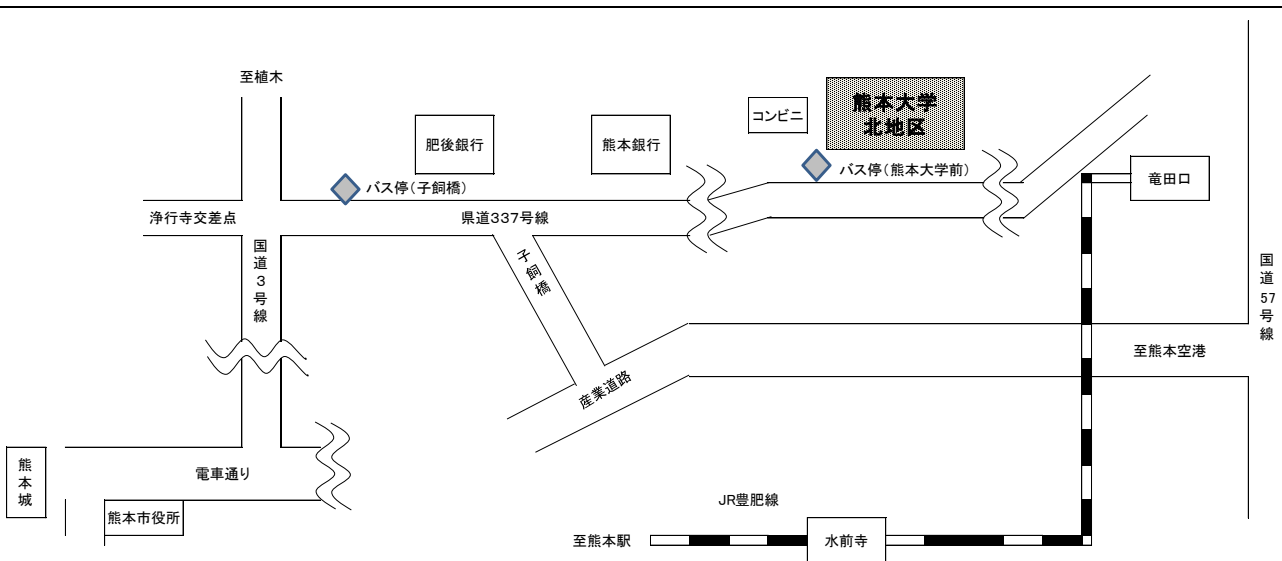 至植木
コンビニ
熊本大学
北地区
肥後銀行
熊本銀行
バス停（熊本大学前）
竜田口
バス停（子飼橋）
浄行寺交差点
県道337号線
国道３号線
子飼橋
国道57号線
至熊本空港
産業道路
熊本城
電車通り
熊本市役所
JR豊肥線
至熊本駅
水前寺